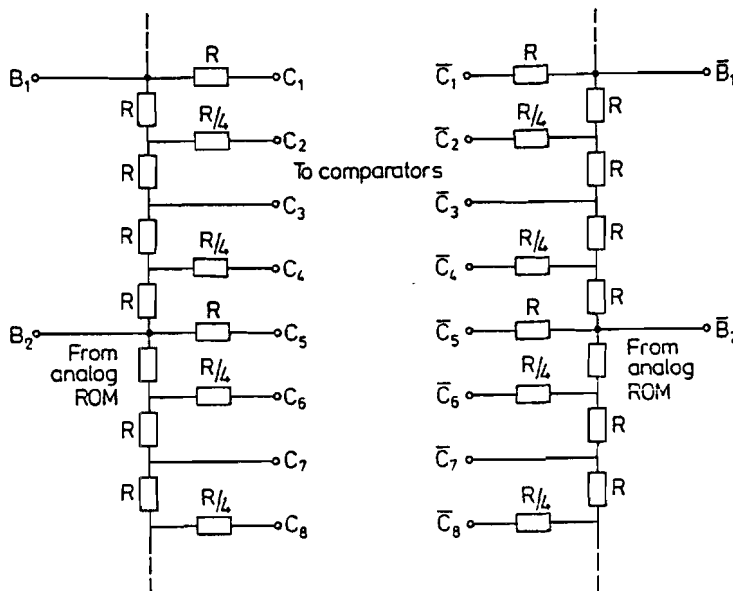 B₁ R C₁ C̅₁ R B̅₁
R R
R/4 C₂ C̅₂ R/4
R To comparators R
C₃ C̅₃
R R/4 C₄ C̅₄ R/4 R
R R
B₂ R C₅ C̅₅ R B̅₂
From analog ROM
From analog ROM
R/4 C₆ C̅₆ R/4
R R
C₇ C̅₇
R R/4 C₈ C̅₈ R/4 R